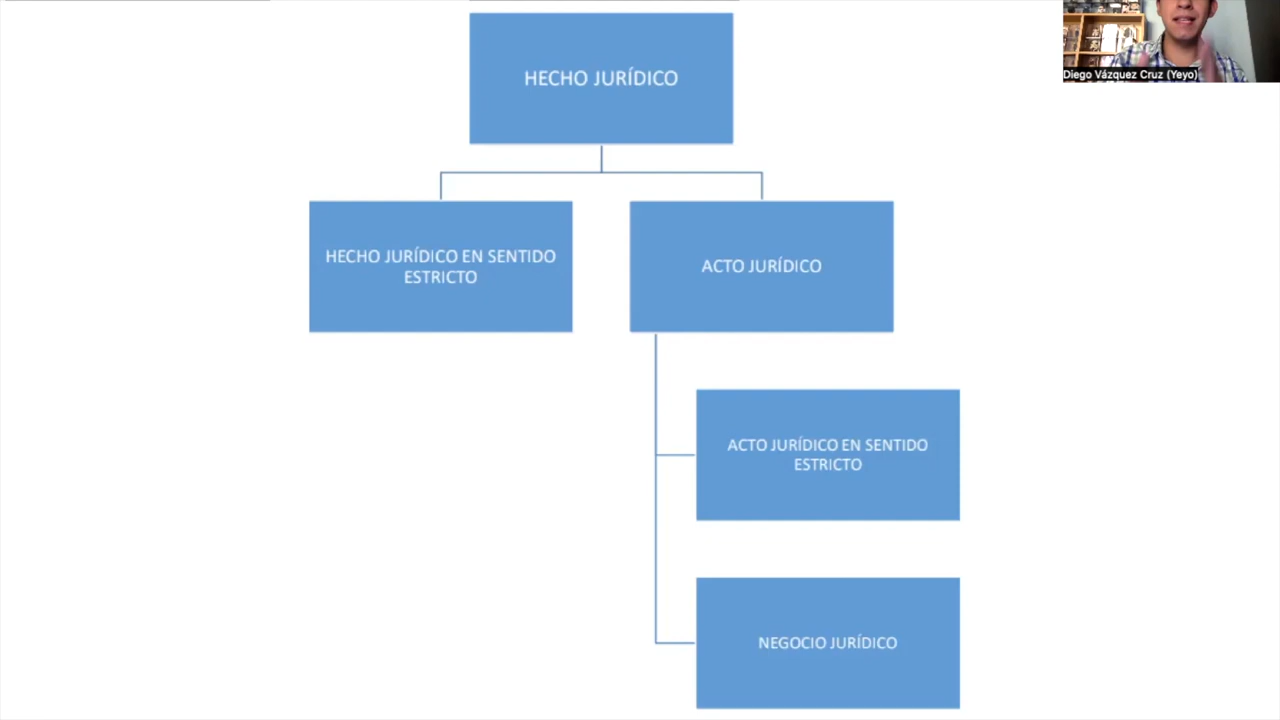 HECHO JURÍDICO
Diego Vázquez Cruz (Yeyo)
HECHO JURÍDICO EN SENTIDO
ESTRICTO
ACTO JURÍDICO
ACTO JURÍDICO EN SENTIDO
ESTRICTO
NEGOCIO JURÍDICO